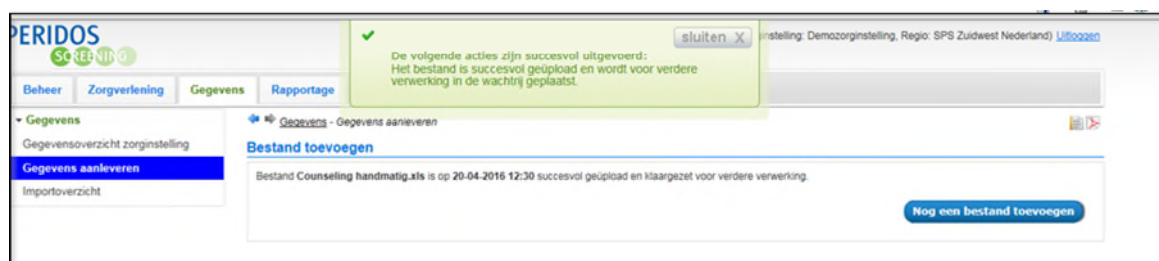 PERIDOS
SCREENING
sluiten X
De volgende acties zijn succesvol uitgevoerd:
Het bestand is succesvol geüpload en wordt voor verdere
verwerking in de wachtrij geplaatst.
instelling: Demozorginstelling, Regio: SPS Zuidwest Nederland) Uitloggen
Beheer Zorgverlening Gegevens Rapportage
Gegevens
Gegevensoverzicht zorginstelling
Gegevens aanleveren
Importoverzicht
Gegevens - Gegevens aanleveren
Bestand toevoegen
Bestand Counseling handmatig.xls is op 20-04-2016 12:30 succesvol geüpload en klaargezet voor verdere verwerking.
Nog een bestand toevoegen